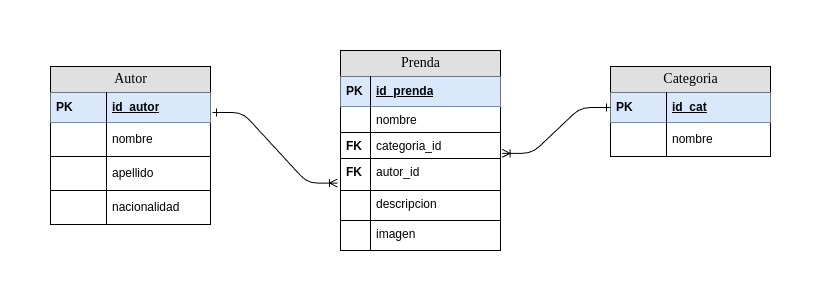 Autor
PK id_autor
nombre
apellido
nacionalidad
Prenda
PK id_prenda
nombre
FK categoria_id
FK autor_id
descripcion
imagen
Categoria
PK id_cat
nombre